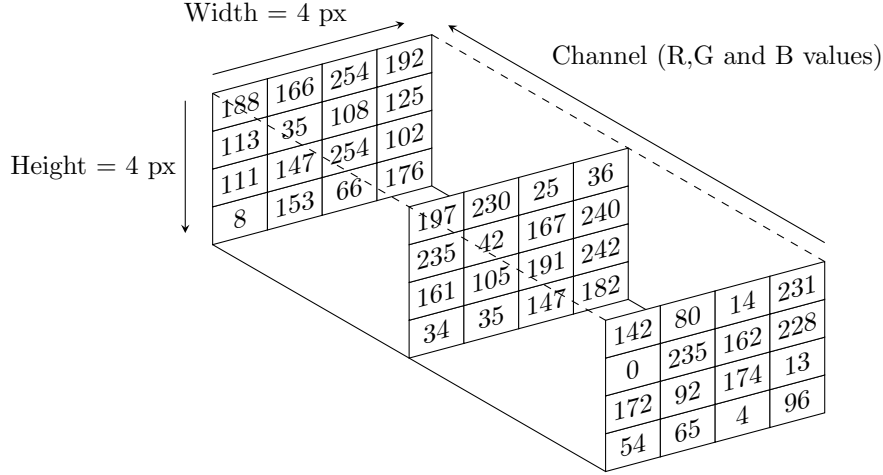 Width = 4 px
Channel (R,G and B values)
Height = 4 px
188 166 254 192
113 35 108 125
111 147 254 102
8 153 66 176
197 230 25 36
235 42 167 240
161 105 191 242
34 35 147 182
142 80 14 231
0 235 162 228
172 92 174 13
54 65 4 96